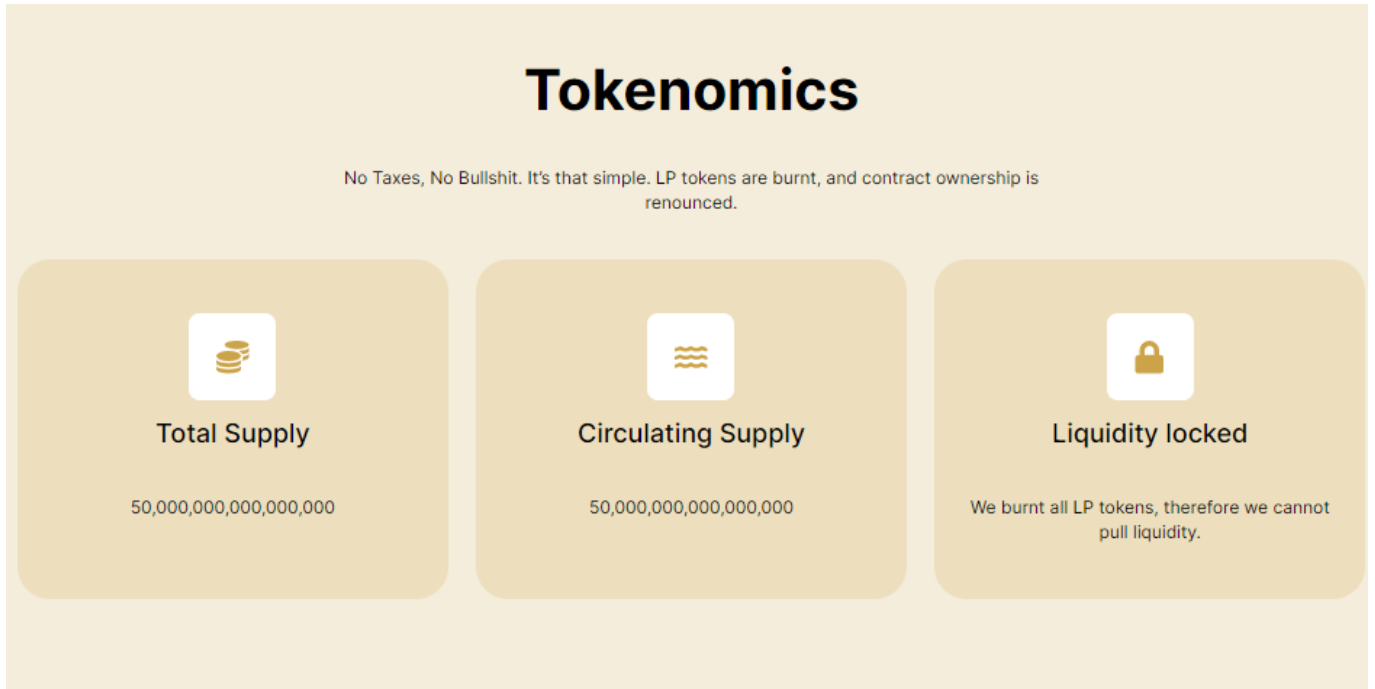 Tokenomics
No Taxes, No Bullshit. It's that simple. LP tokens are burnt, and contract ownership is
renounced.
Total Supply
50,000,000,000,000,000
Circulating Supply
50,000,000,000,000,000
Liquidity locked
We burnt all LP tokens, therefore we cannot
pull liquidity.